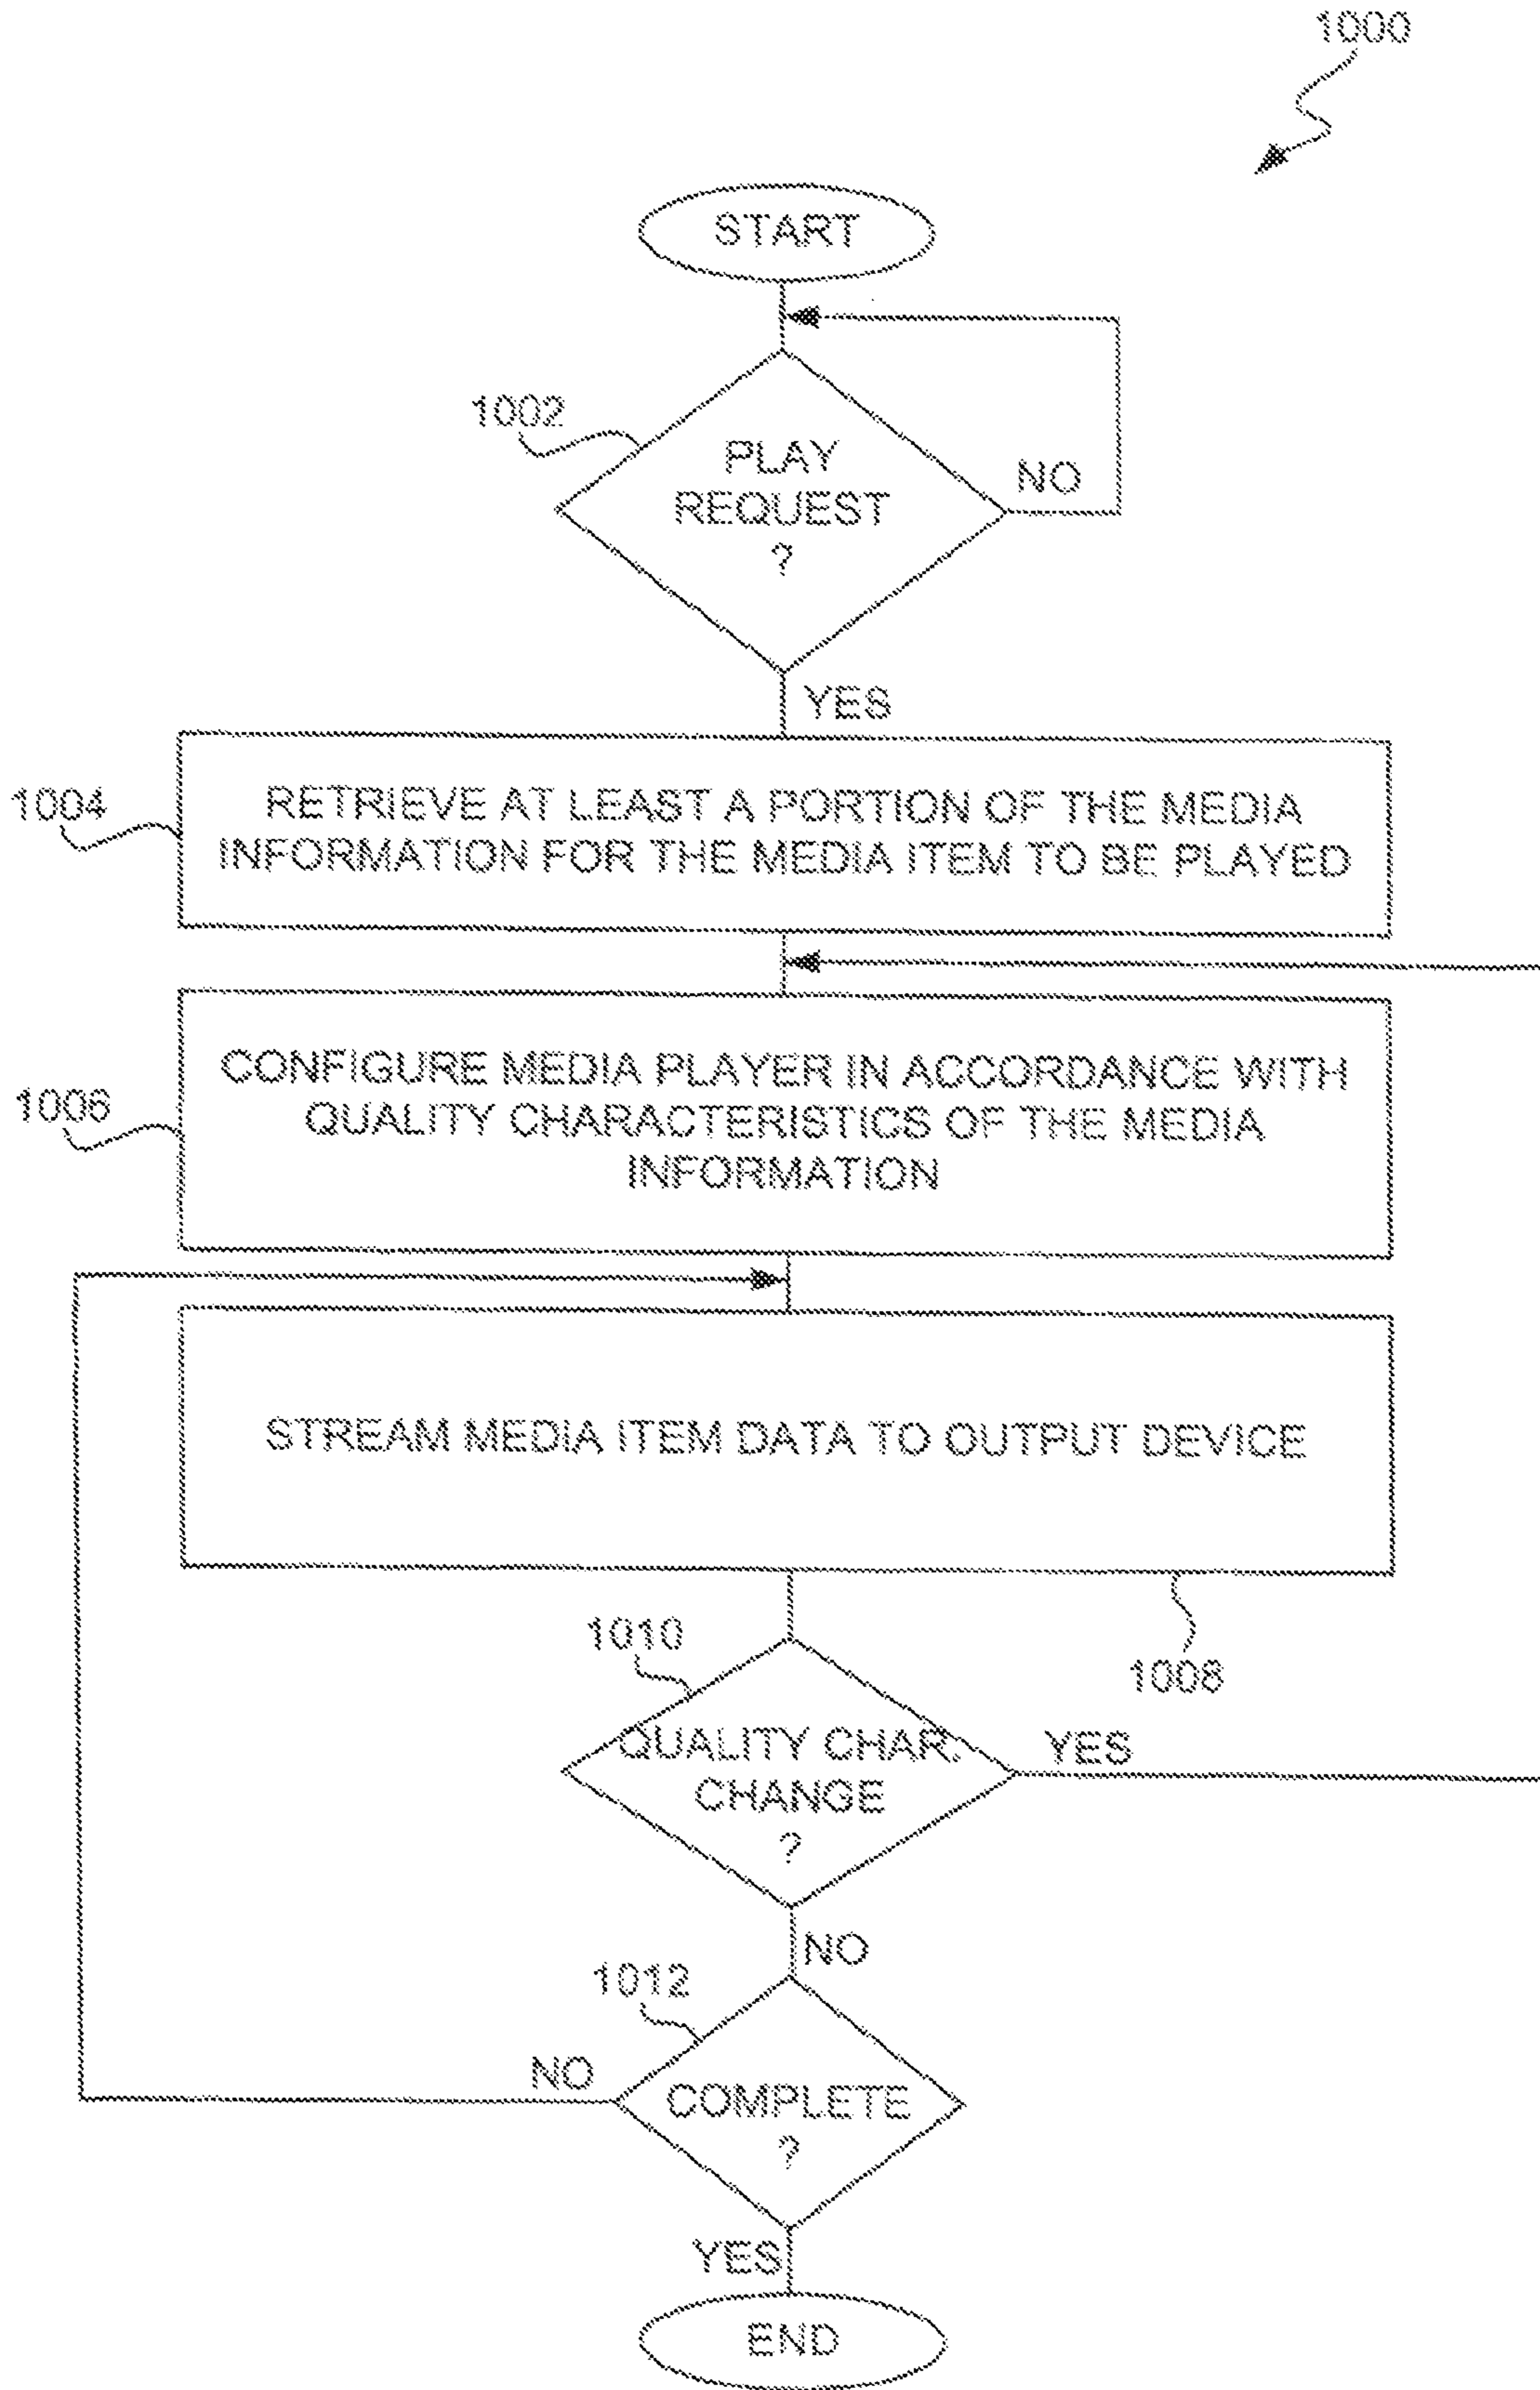 1000
START
1002
PLAY
REQUEST
?
NO
YES
1004
RETRIEVE AT LEAST A PORTION OF THE MEDIA
INFORMATION FOR THE MEDIA ITEM TO BE PLAYED
1006
CONFIGURE MEDIA PLAYER IN ACCORDANCE WITH
QUALITY CHARACTERISTICS OF THE MEDIA
INFORMATION
STREAM MEDIA ITEM DATA TO OUTPUT DEVICE
1008
1010
QUALITY CHAR.
CHANGE
?
YES
NO
1012
COMPLETE
?
NO
YES
END